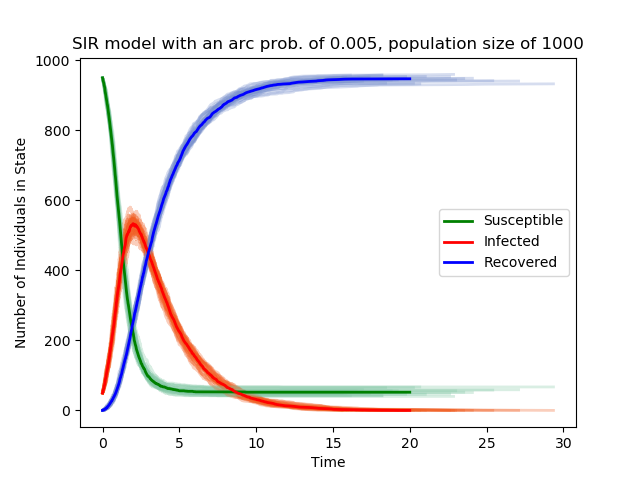 SIR model with an arc prob. of 0.005, population size of 1000
1000
800
600
400
200
0
Number of Individuals in State
Susceptible
Infected
Recovered
0 5 10 15 20 25 30
Time